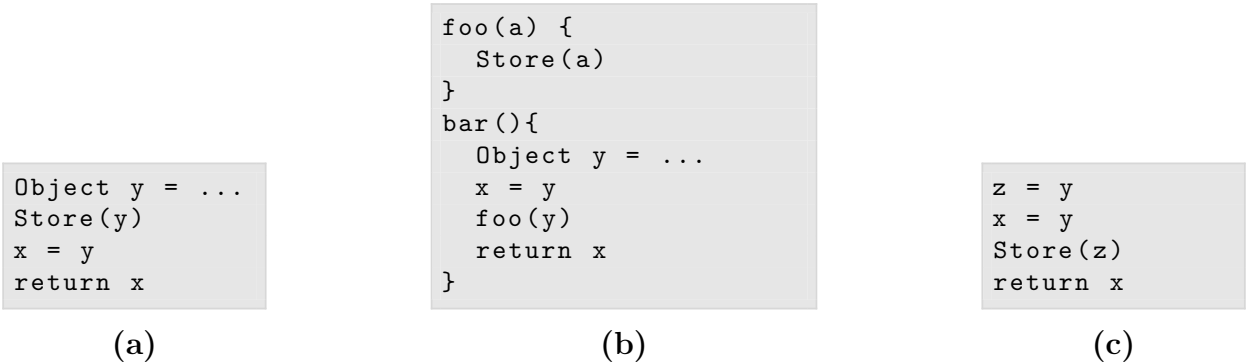 Object y = ...
Store(y)
x = y
return x
(a)
foo(a) {
Store(a)
}
bar(){
Object y = ...
x = y
foo(y)
return x
}
(b)
z = y
x = y
Store(z)
return x
(c)